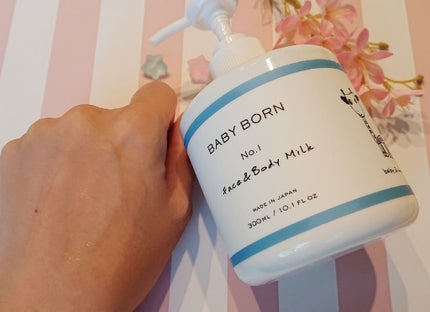 BABY BORN
No.1
Face&Body Milk
MADE IN JAPAN
300ML / 10.1 FL OZ